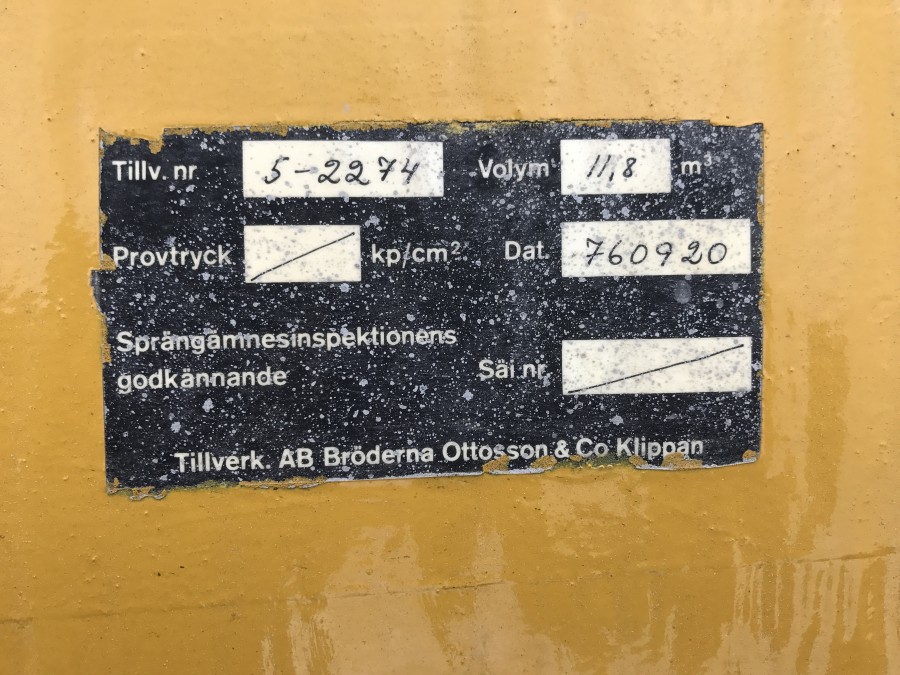 Tillv. nr 5-2274 Volym 11,8 m³
Provtryck kp/cm² Dat. 760920
Sprängämnesinspektionens
godkännande
Säi nr.
Tillverk. AB Bröderna Ottosson & Co Klippan